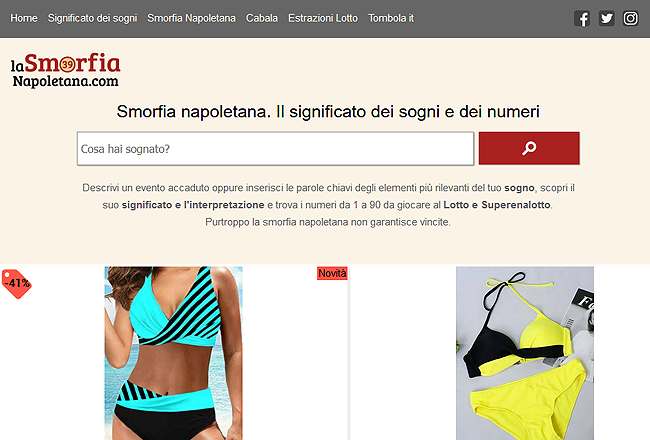 Home Significato dei sogni Smorfia Napoletana Cabala Estrazioni Lotto Tombola it
laSmorfia
39
Napoletana.com
Smorfia napoletana. Il significato dei sogni e dei numeri
Cosa hai sognato?
Descrivi un evento accaduto oppure inserisci le parole chiavi degli elementi più rilevanti del tuo sogno, scopri il
suo significato e l'interpretazione e trova i numeri da 1 a 90 da giocare al Lotto e Superenalotto.
Purtroppo la smorfia napoletana non garantisce vincite.
-41%
Novità